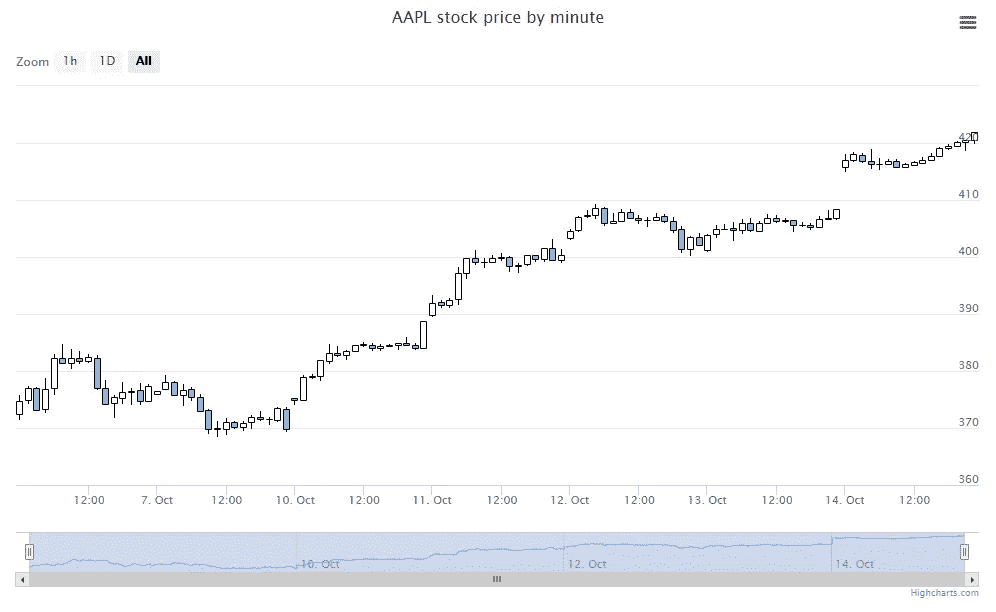 AAPL stock price by minute
Zoom 1h 1D All
420
410
400
390
380
370
360
12:00 7. Oct 12:00 10. Oct 12:00 11. Oct 12:00 12. Oct 12:00 13. Oct 12:00 14. Oct 12:00
10. Oct 12. Oct 14. Oct
Highcharts.com